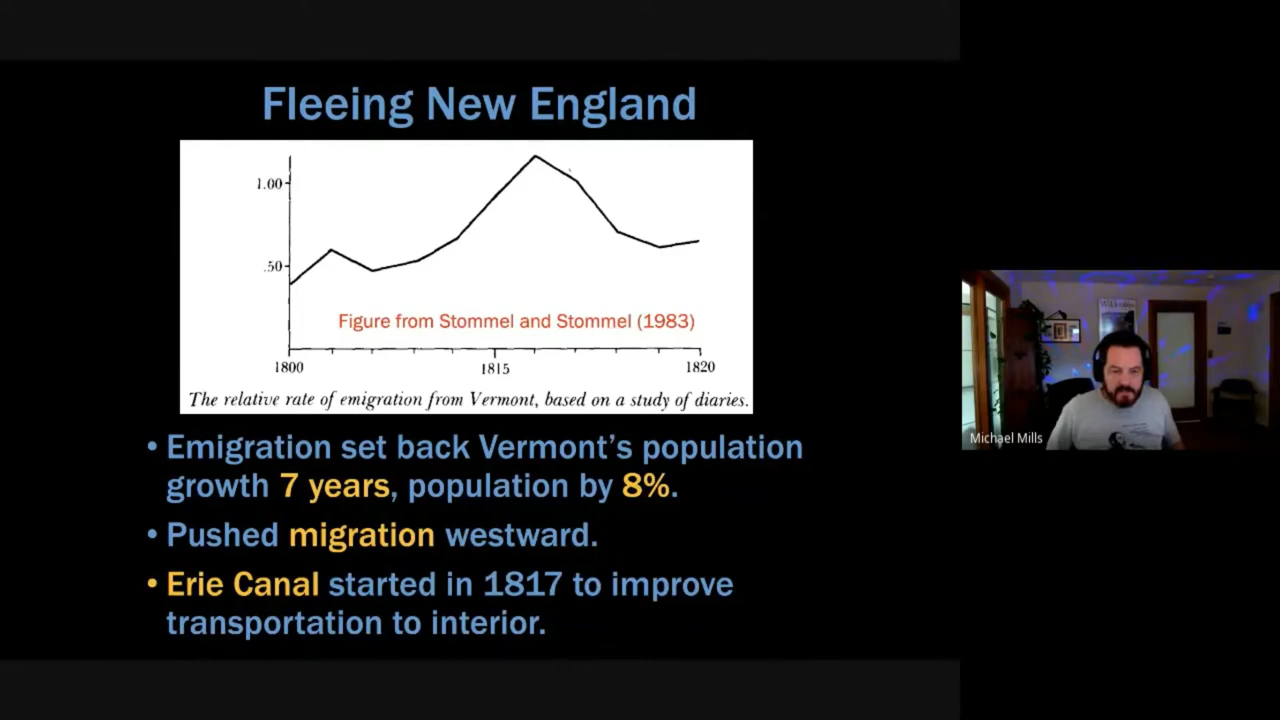 Fleeing New England
1.00
.50
Figure from Stommel and Stommel (1983)
1800 1815 1820
The relative rate of emigration from Vermont, based on a study of diaries.
• Emigration set back Vermont’s population
growth 7 years, population by 8%.
• Pushed migration westward.
• Erie Canal started in 1817 to improve
transportation to interior.
Michael Mills